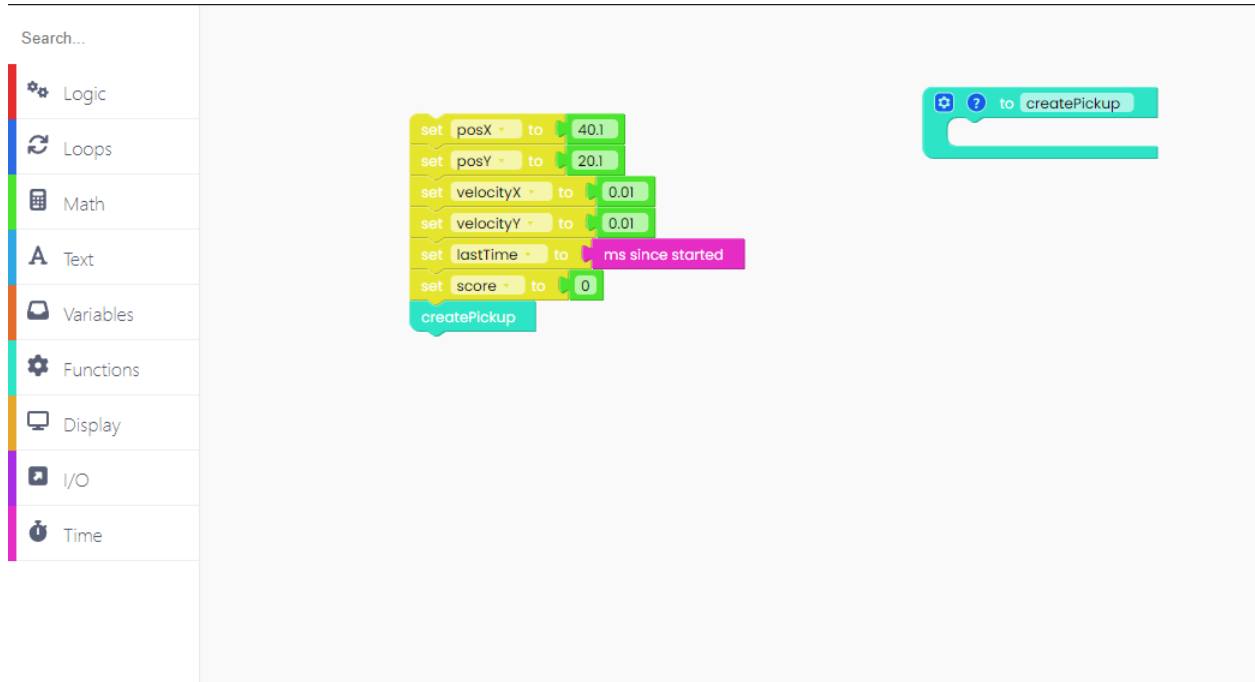 Search...
Logic
Loops
Math
Text
Variables
Functions
Display
I/O
Time
set posX to 40.1
set posY to 20.1
set velocityX to 0.01
set velocityY to 0.01
set lastTime to ms since started
set score to 0
createPickup
? to createPickup